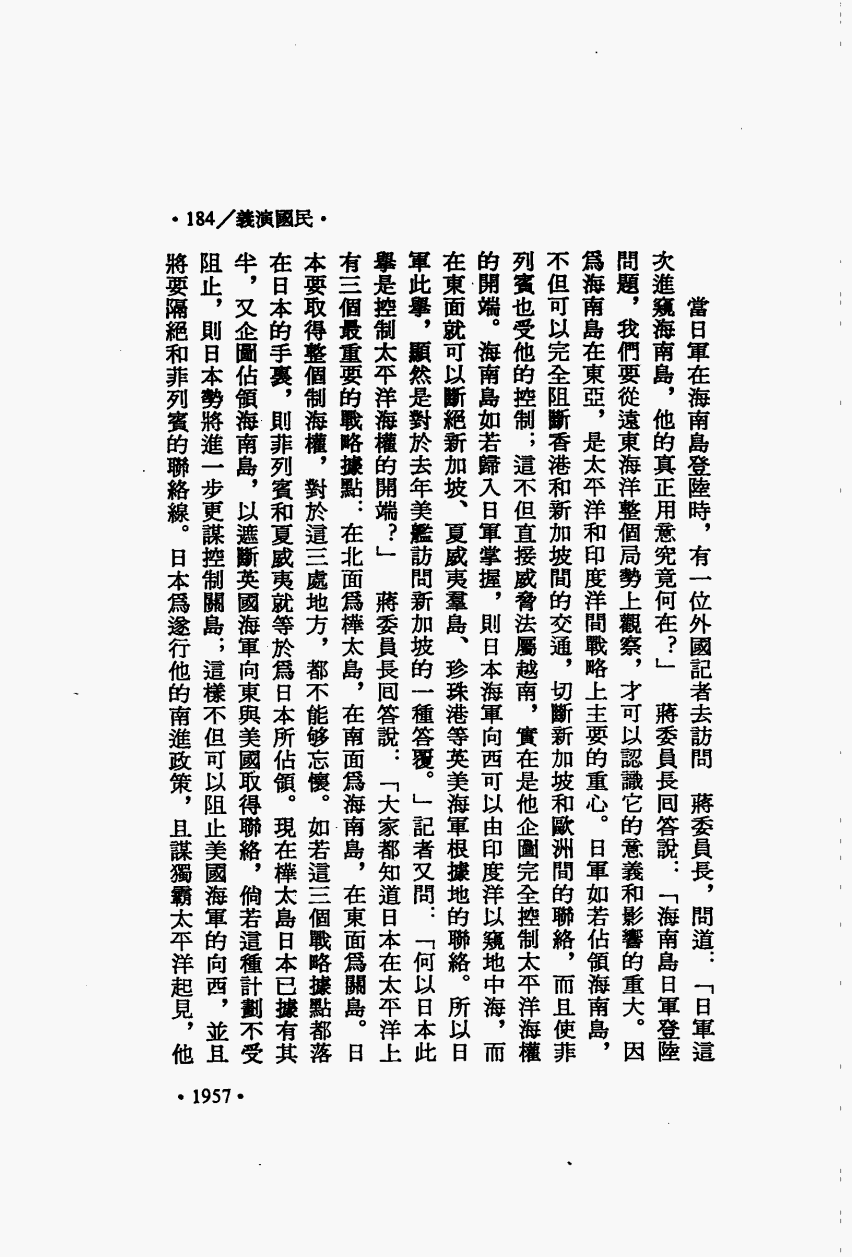 •184／義演國民•
當日軍在海南島登陸時，有一位外國記者去訪問　蔣委員長，問道：「日軍這
次進窺海南島，他的真正用意究竟何在？」　蔣委員長回答說：「海南島日軍登陸
問題，我們要從遠東海洋整個局勢上觀察，才可以認識它的意義和影響的重大。因
爲海南島在東亞，是太平洋和印度洋間戰略上主要的重心。日軍如若佔領海南島，
不但可以完全阻斷香港和新加坡間的交通，切斷新加坡和歐洲間的聯絡，而且使菲
列賓也受他的控制；這不但直接威脅法屬越南，實在是他企圖完全控制太平洋海權
的開端。海南島如若歸入日軍掌握，則日本海軍向西可以由印度洋以窺地中海，而
在東面就可以斷絕新加坡、夏威夷羣島、珍珠港等英美海軍根據地的聯絡。所以日
軍此舉，顯然是對於去年美艦訪問新加坡的一種答覆。」記者又問：「何以日本此
舉是控制太平洋海權的開端？」　蔣委員長回答說：「大家都知道日本在太平洋上
有三個最重要的戰略據點：在北面爲樺太島，在南面爲海南島，在東面爲關島。日
本要取得整個制海權，對於這三處地方，都不能够忘懷。如若這三個戰略據點都落
在日本的手裏，則菲列賓和夏威夷就等於爲日本所佔領。現在樺太島日本已據有其
半，又企圖佔領海南島，以遮斷英國海軍向東與美國取得聯絡，倘若這種計劃不受
阻止，則日本勢將進一步更謀控制關島；這樣不但可以阻止美國海軍的向西，並且
將要隔絕和菲列賓的聯絡線。日本爲遂行他的南進政策，且謀獨霸太平洋起見，他
•1957•